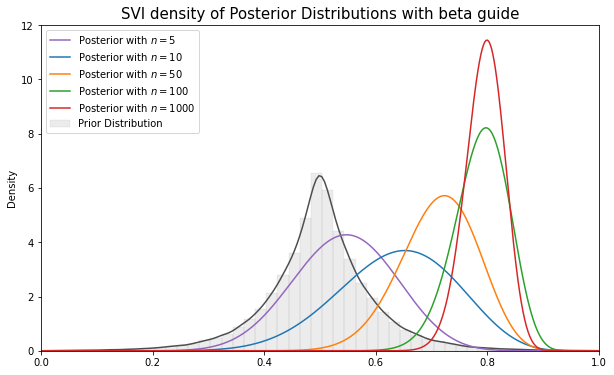 SVI density of Posterior Distributions with beta guide
12
10
8
6
4
2
0
Density
Posterior with n = 5
Posterior with n = 10
Posterior with n = 50
Posterior with n = 100
Posterior with n = 1000
Prior Distribution
0.0 0.2 0.4 0.6 0.8 1.0